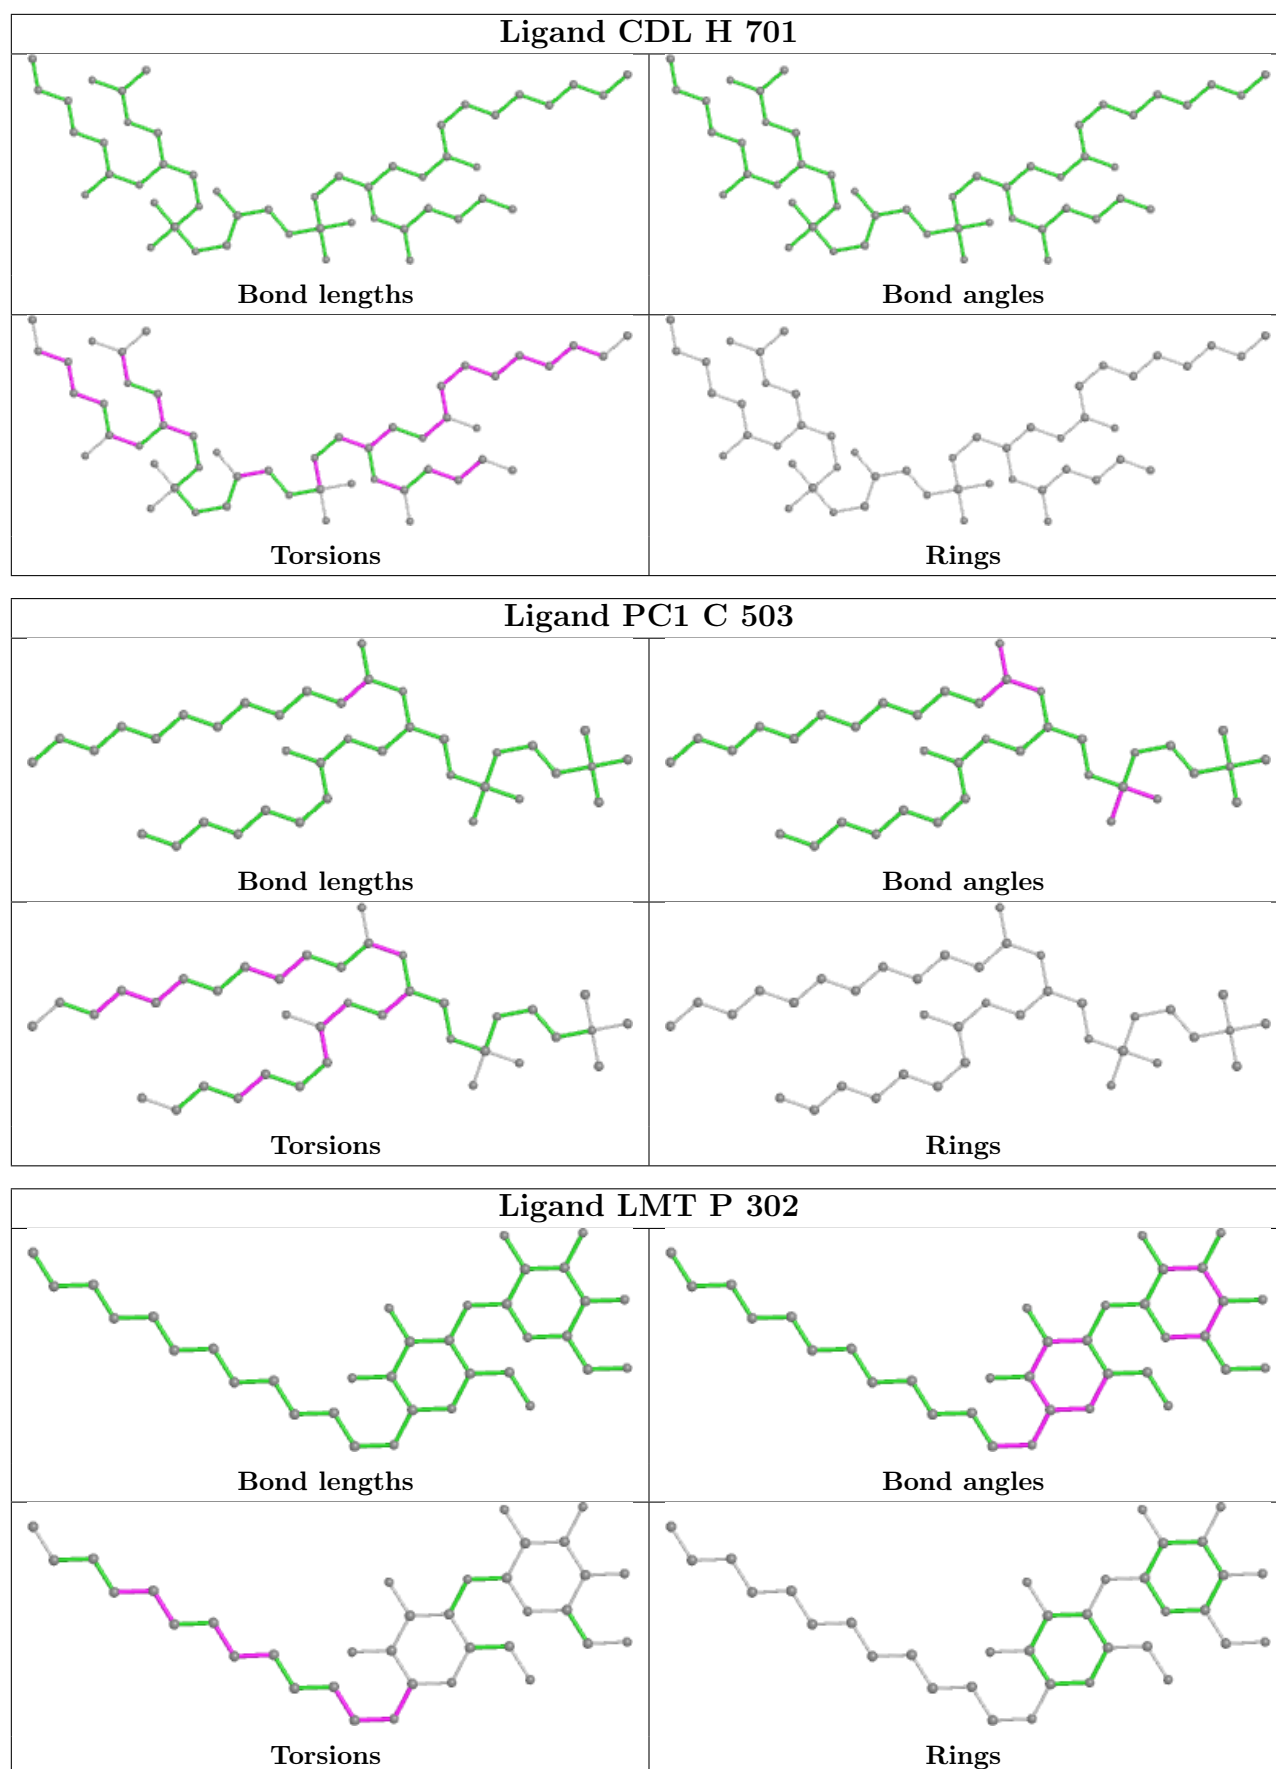 Ligand CDL H 701
Bond lengths
Bond angles
Torsions
Rings
Ligand PC1 C 503
Bond lengths
Bond angles
Torsions
Rings
Ligand LMT P 302
Bond lengths
Bond angles
Torsions
Rings